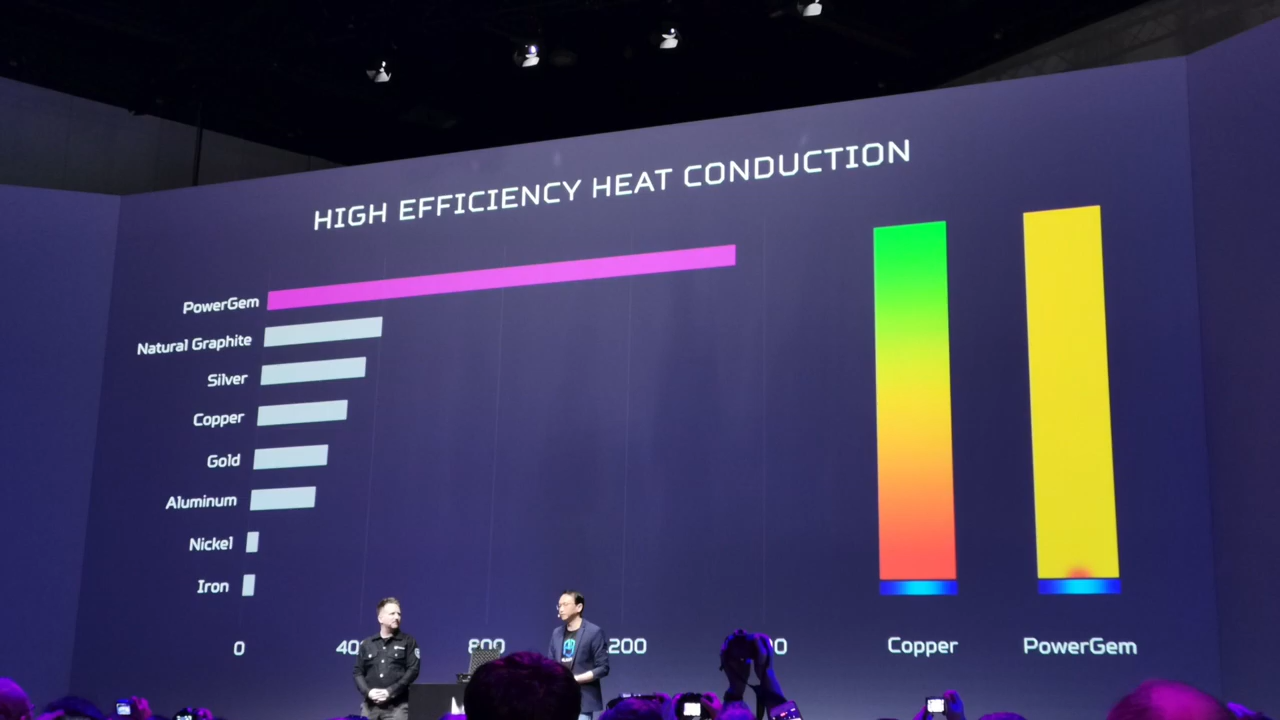 HIGH EFFICIENCY HEAT CONDUCTION
PowerGem
Natural Graphite
Silver
Copper
Gold
Aluminum
Nickel
Iron
0
800
Copper
PowerGem